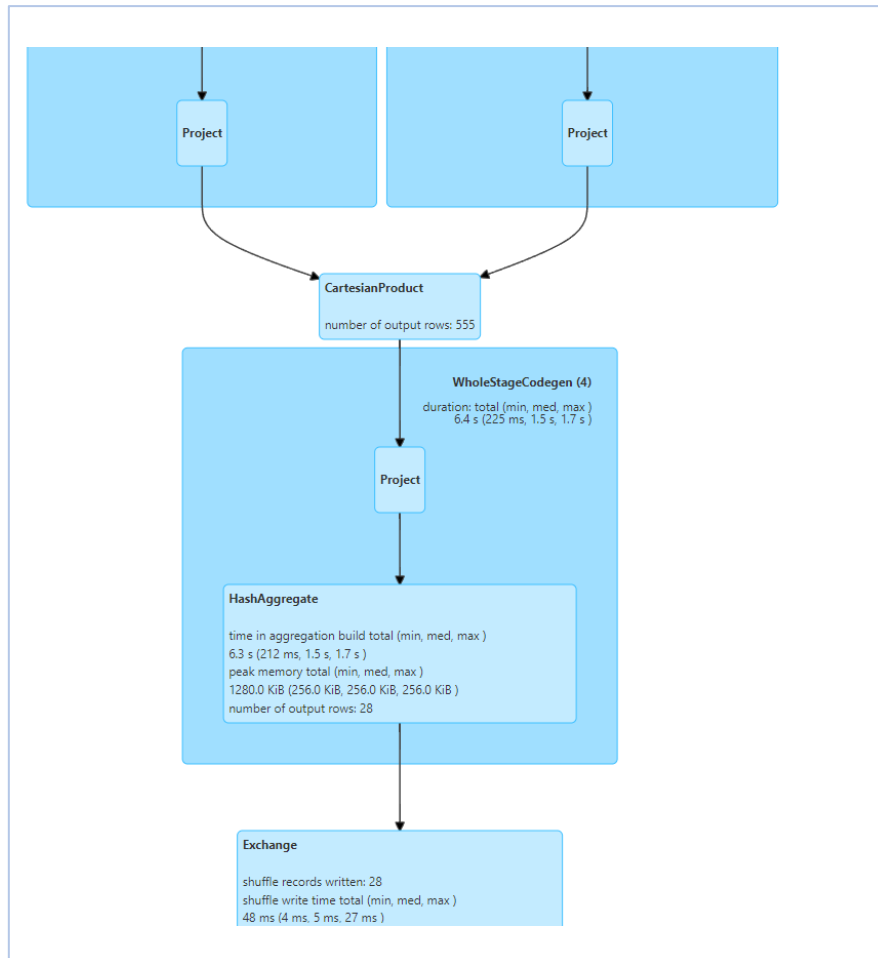 Project
Project
CartesianProduct
number of output rows: 555
WholeStageCodegen (4)
duration: total (min, med, max )
6.4 s (225 ms, 1.5 s, 1.7 s )
Project
HashAggregate
time in aggregation build total (min, med, max )
6.3 s (212 ms, 1.5 s, 1.7 s )
peak memory total (min, med, max )
1280.0 KiB (256.0 KiB, 256.0 KiB, 256.0 KiB )
number of output rows: 28
Exchange
shuffle records written: 28
shuffle write time total (min, med, max )
48 ms (4 ms, 5 ms, 27 ms )